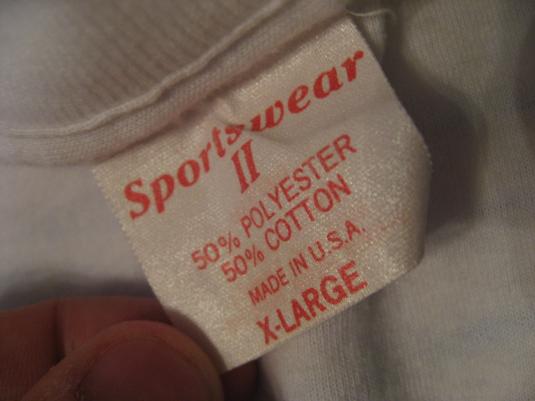 Sportswear
II
50% POLYESTER
50% COTTON
MADE IN U.S.A.
X-LARGE